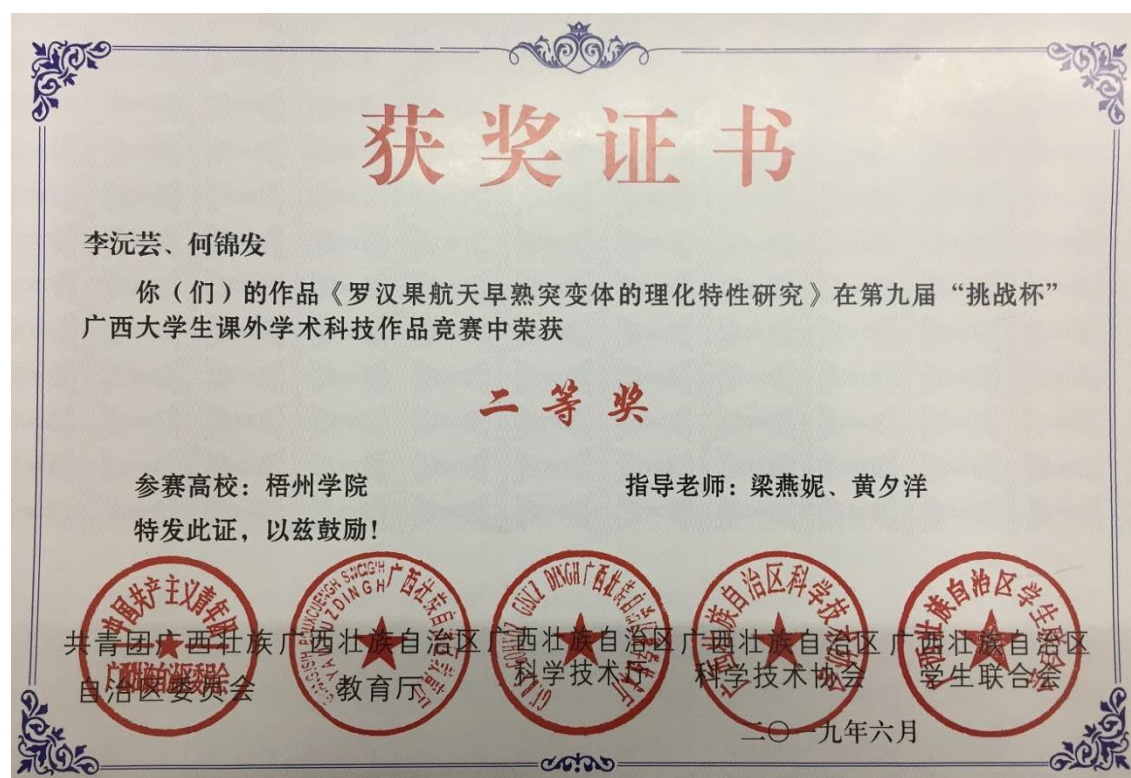 获奖证书
李沅芸、何锦发
你（们）的作品《罗汉果航天早熟突变体的理化特性研究》在第九届“挑战杯”
广西大学生课外学术科技作品竞赛中荣获
二等奖
参赛高校：梧州学院 指导老师：梁燕妮、黄夕洋
特发此证，以兹鼓励！
共青团广西壮族自治区委员会
广西壮族自治区教育厅
广西壮族自治区科学技术厅
广西壮族自治区科学技术协会
广西壮族自治区学生联合会
二〇一九年六月